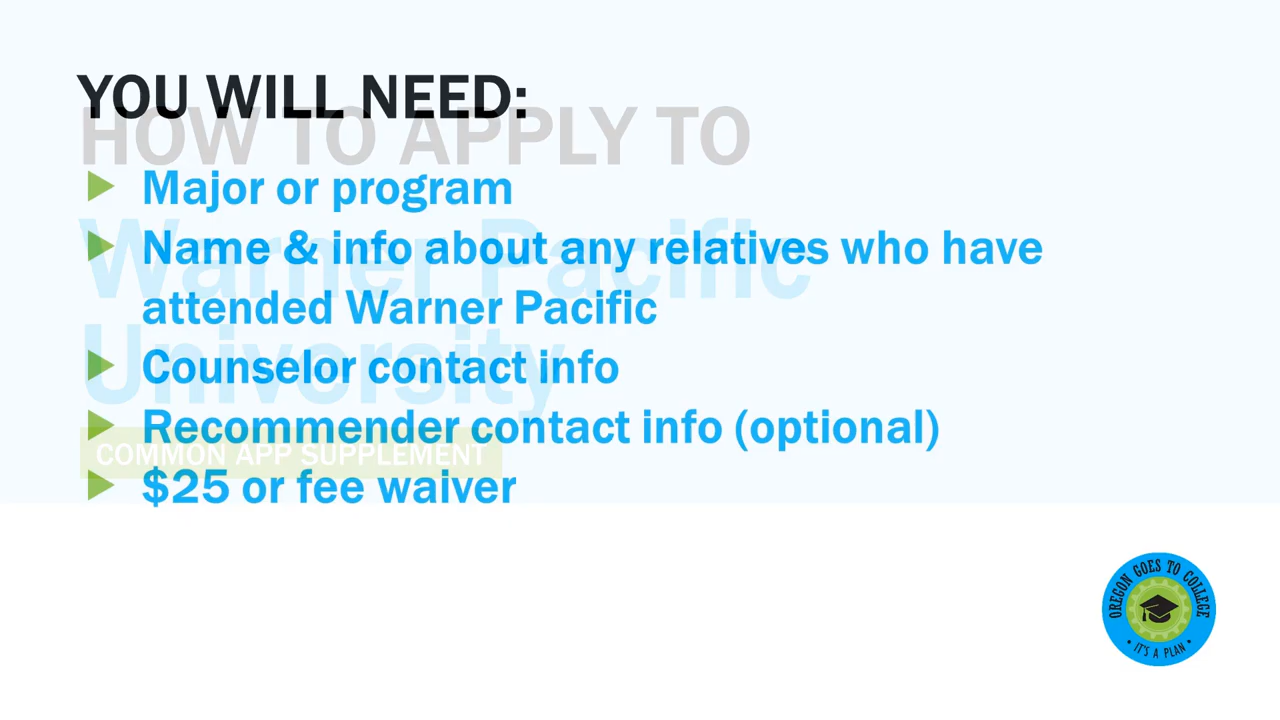 YOU WILL NEED:
HOW TO APPLY TO
Major or program
Warner Pacific
Name & info about any relatives who have
attended Warner Pacific
University
Counselor contact info
Recommender contact info (optional)
COMMON APP SUPPLEMENT
$25 or fee waiver
OREGON GOES TO COLLEGE
• IT'S A PLAN •